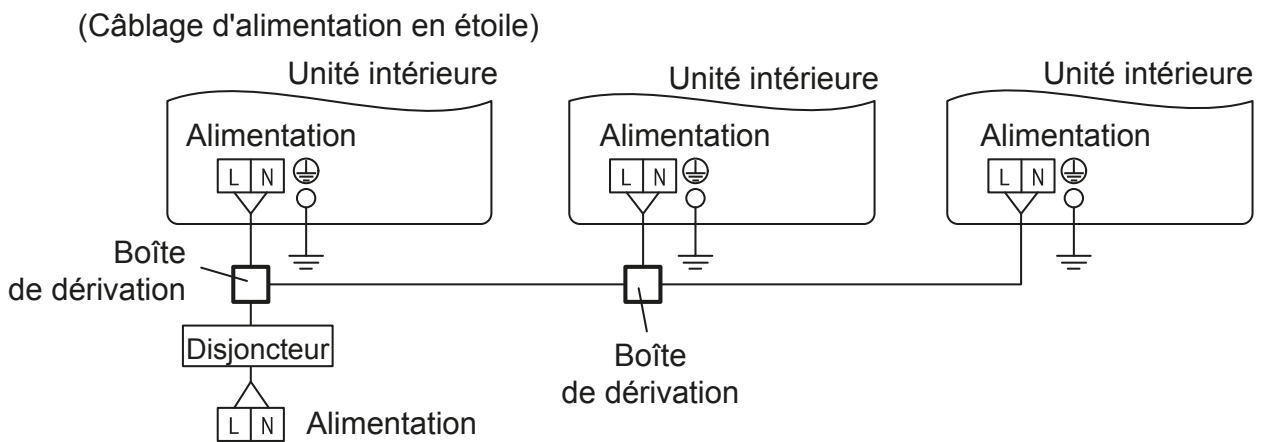 (Câblage d'alimentation en étoile)
Unité intérieure
Unité intérieure
Unité intérieure
Alimentation
Alimentation
Alimentation
L N
L N
L N
Boîte
de dérivation
Disjoncteur
Boîte
de dérivation
L N Alimentation